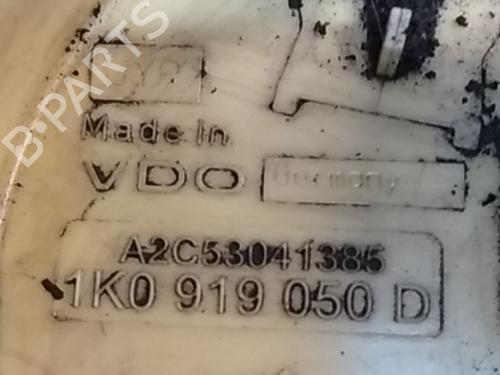 B-PARTS
Made In
VDO Germany
A2C53041385
1K0 919 050 D